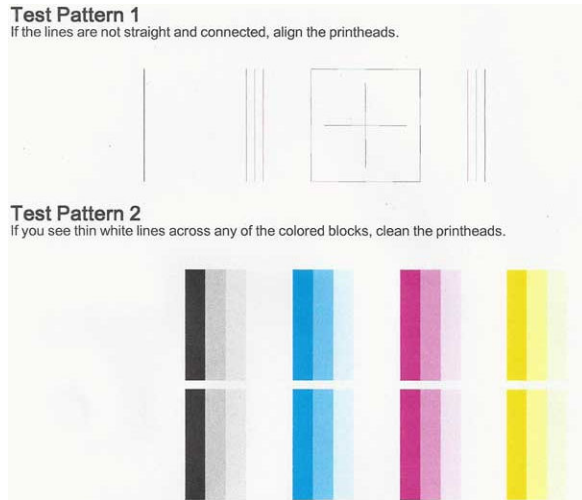 Test Pattern 1
If the lines are not straight and connected, align the printheads.
Test Pattern 2
If you see thin white lines across any of the colored blocks, clean the printheads.